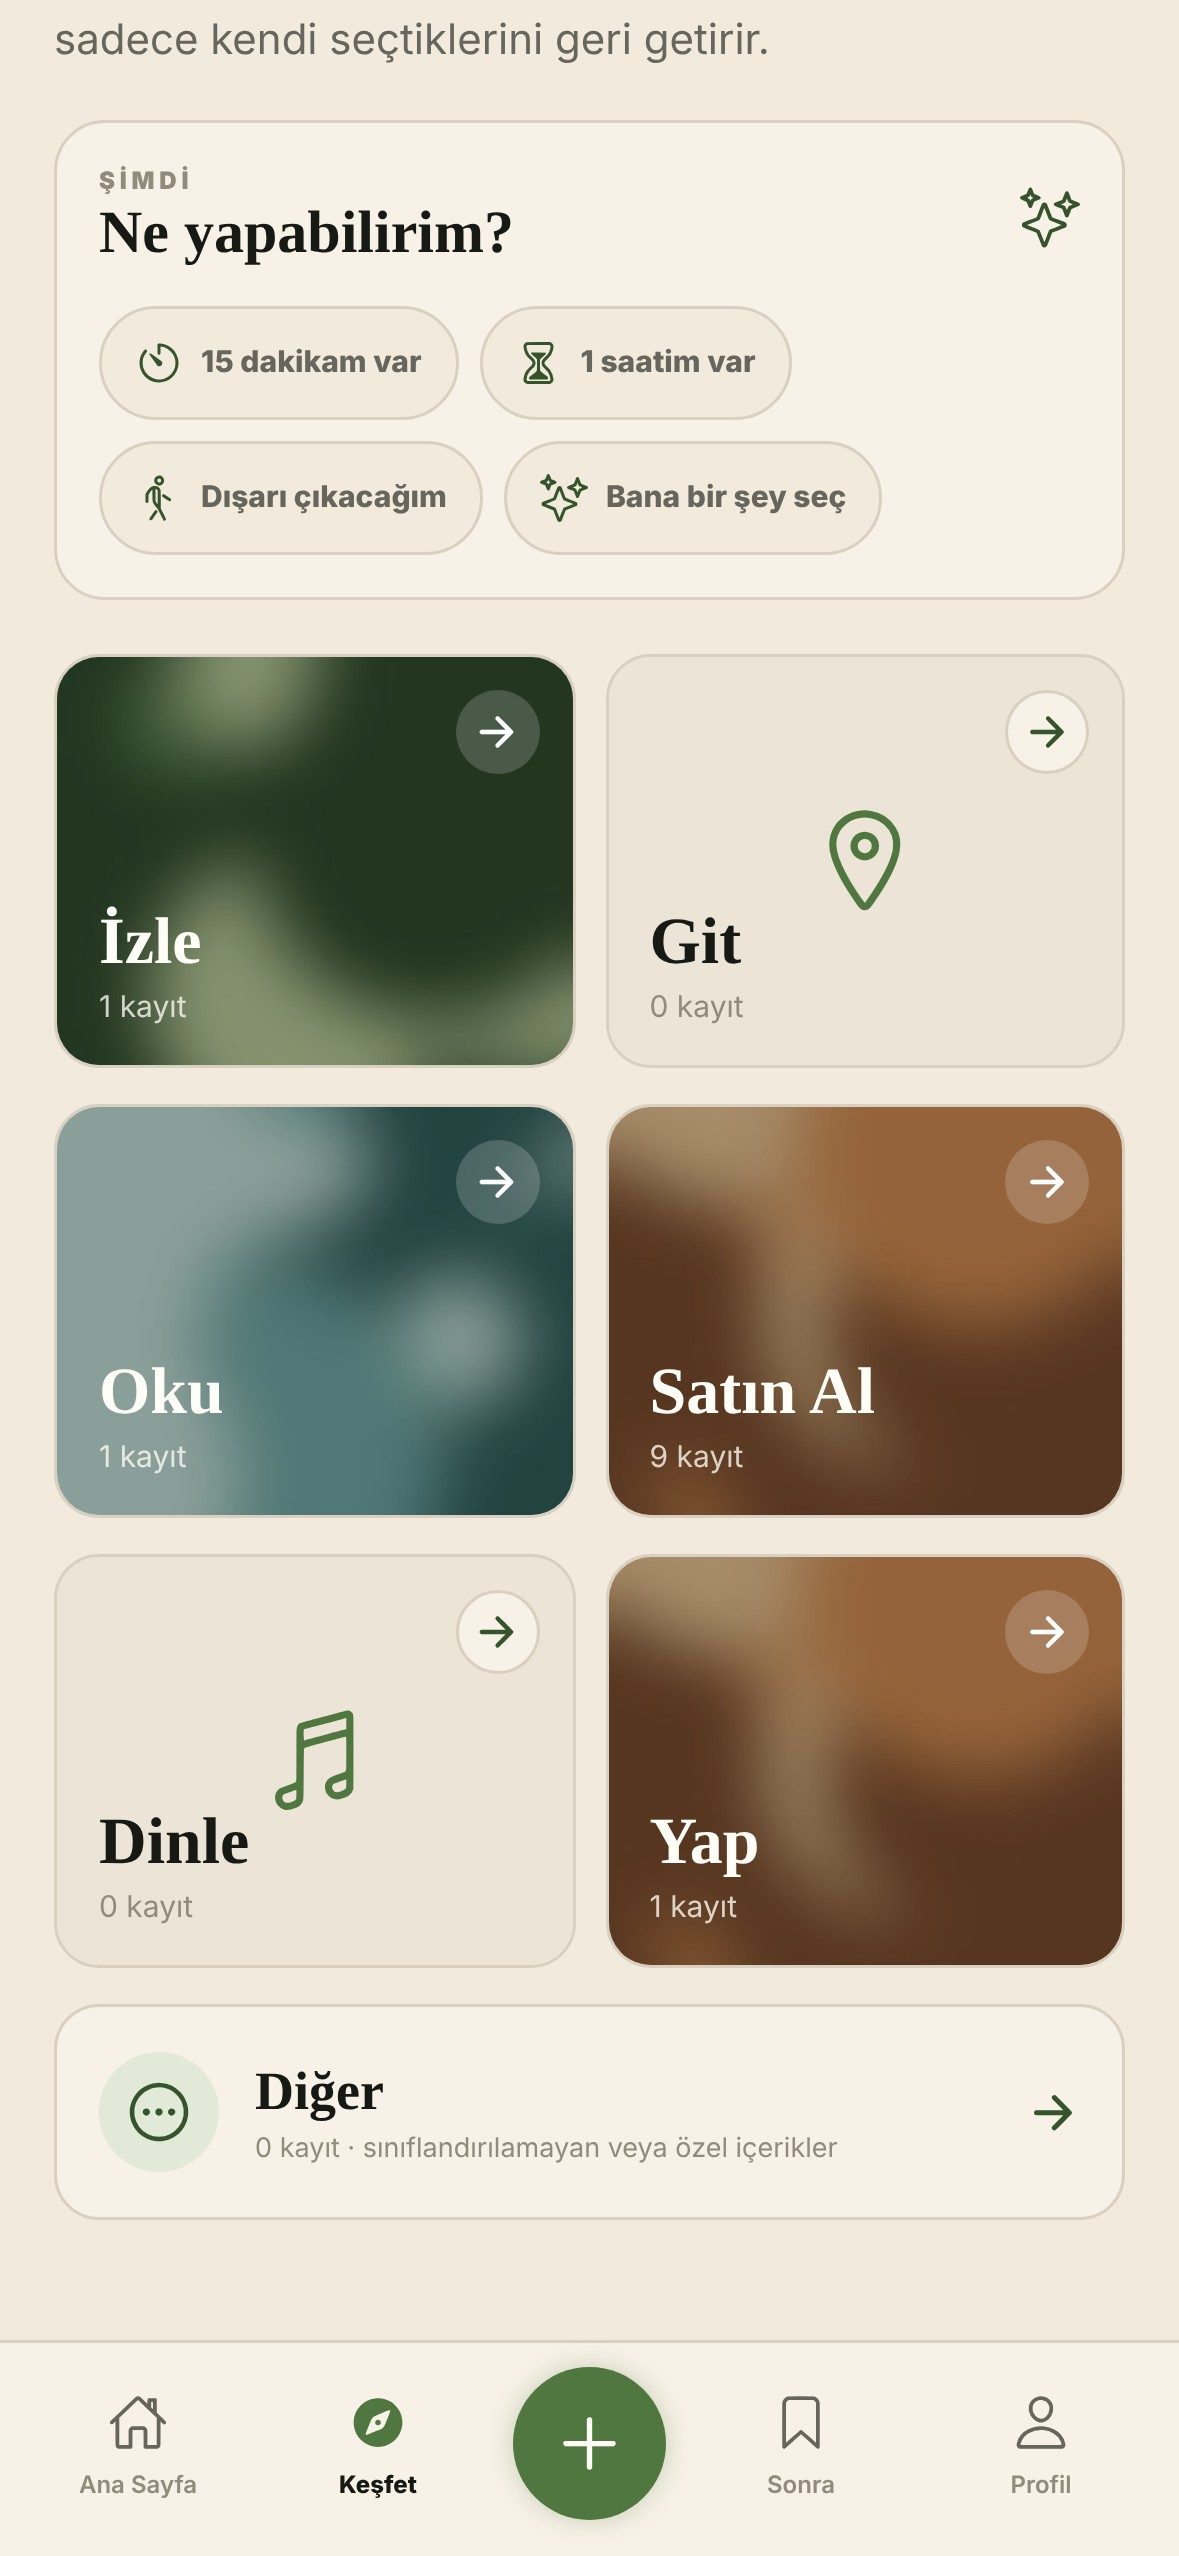 sadece kendi seçtiklerini geri getirir.
ŞİMDİ
Ne yapabilirim?
15 dakikam var
1 saatim var
Dışarı çıkacağım
Bana bir şey seç
İzle
1 kayıt
Git
0 kayıt
Oku
1 kayıt
Satın Al
9 kayıt
Dinle
0 kayıt
Yap
1 kayıt
Diğer
0 kayıt · sınıflandırılamayan veya özel içerikler
Ana Sayfa
Keşfet
Sonra
Profil